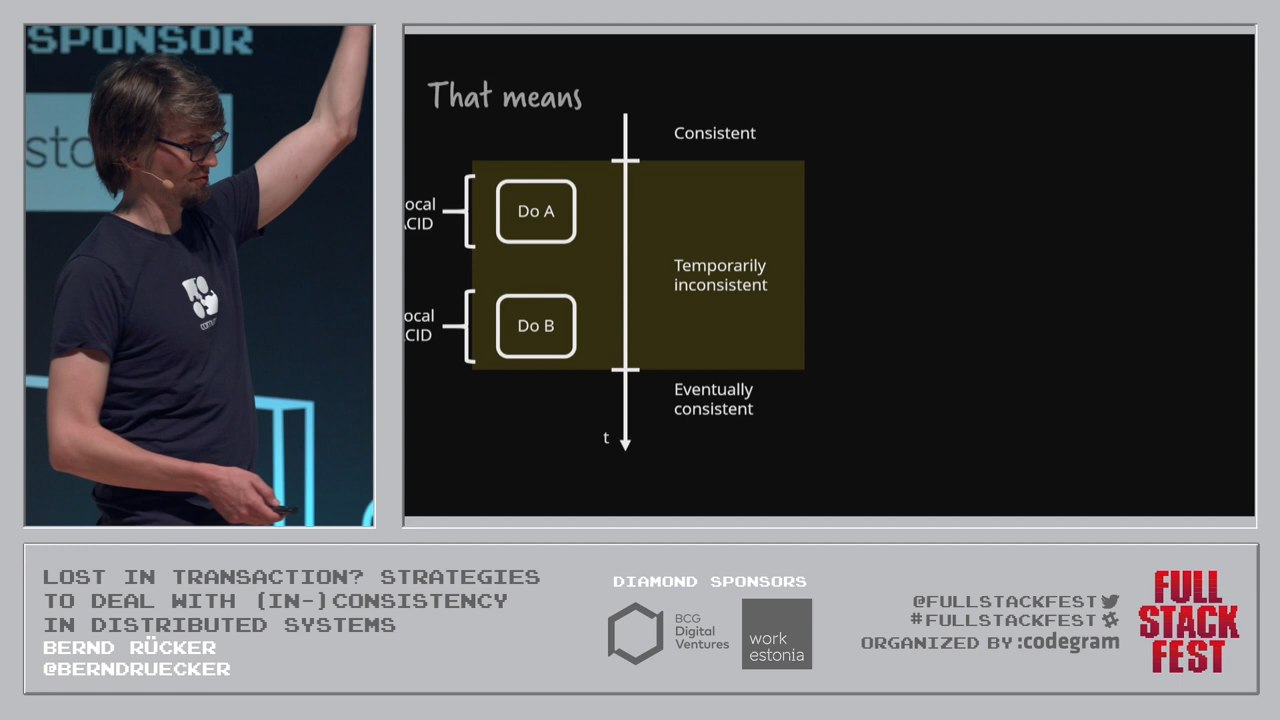 SPONSOR
sto
That means
Consistent
ocal
CID
Do A
Temporarily
inconsistent
ocal
CID
Do B
Eventually
consistent
t
LOST IN TRANSACTION? STRATEGIES
TO DEAL WITH (IN-)CONSISTENCY
IN DISTRIBUTED SYSTEMS
BERND RÜCKER
@BERNDRUECKER
DIAMOND SPONSORS
BCG
Digital
Ventures
work
estonia
@FULLSTACKFEST
#FULLSTACKFEST
ORGANIZED BY :codegram
FULL
STACK
FEST